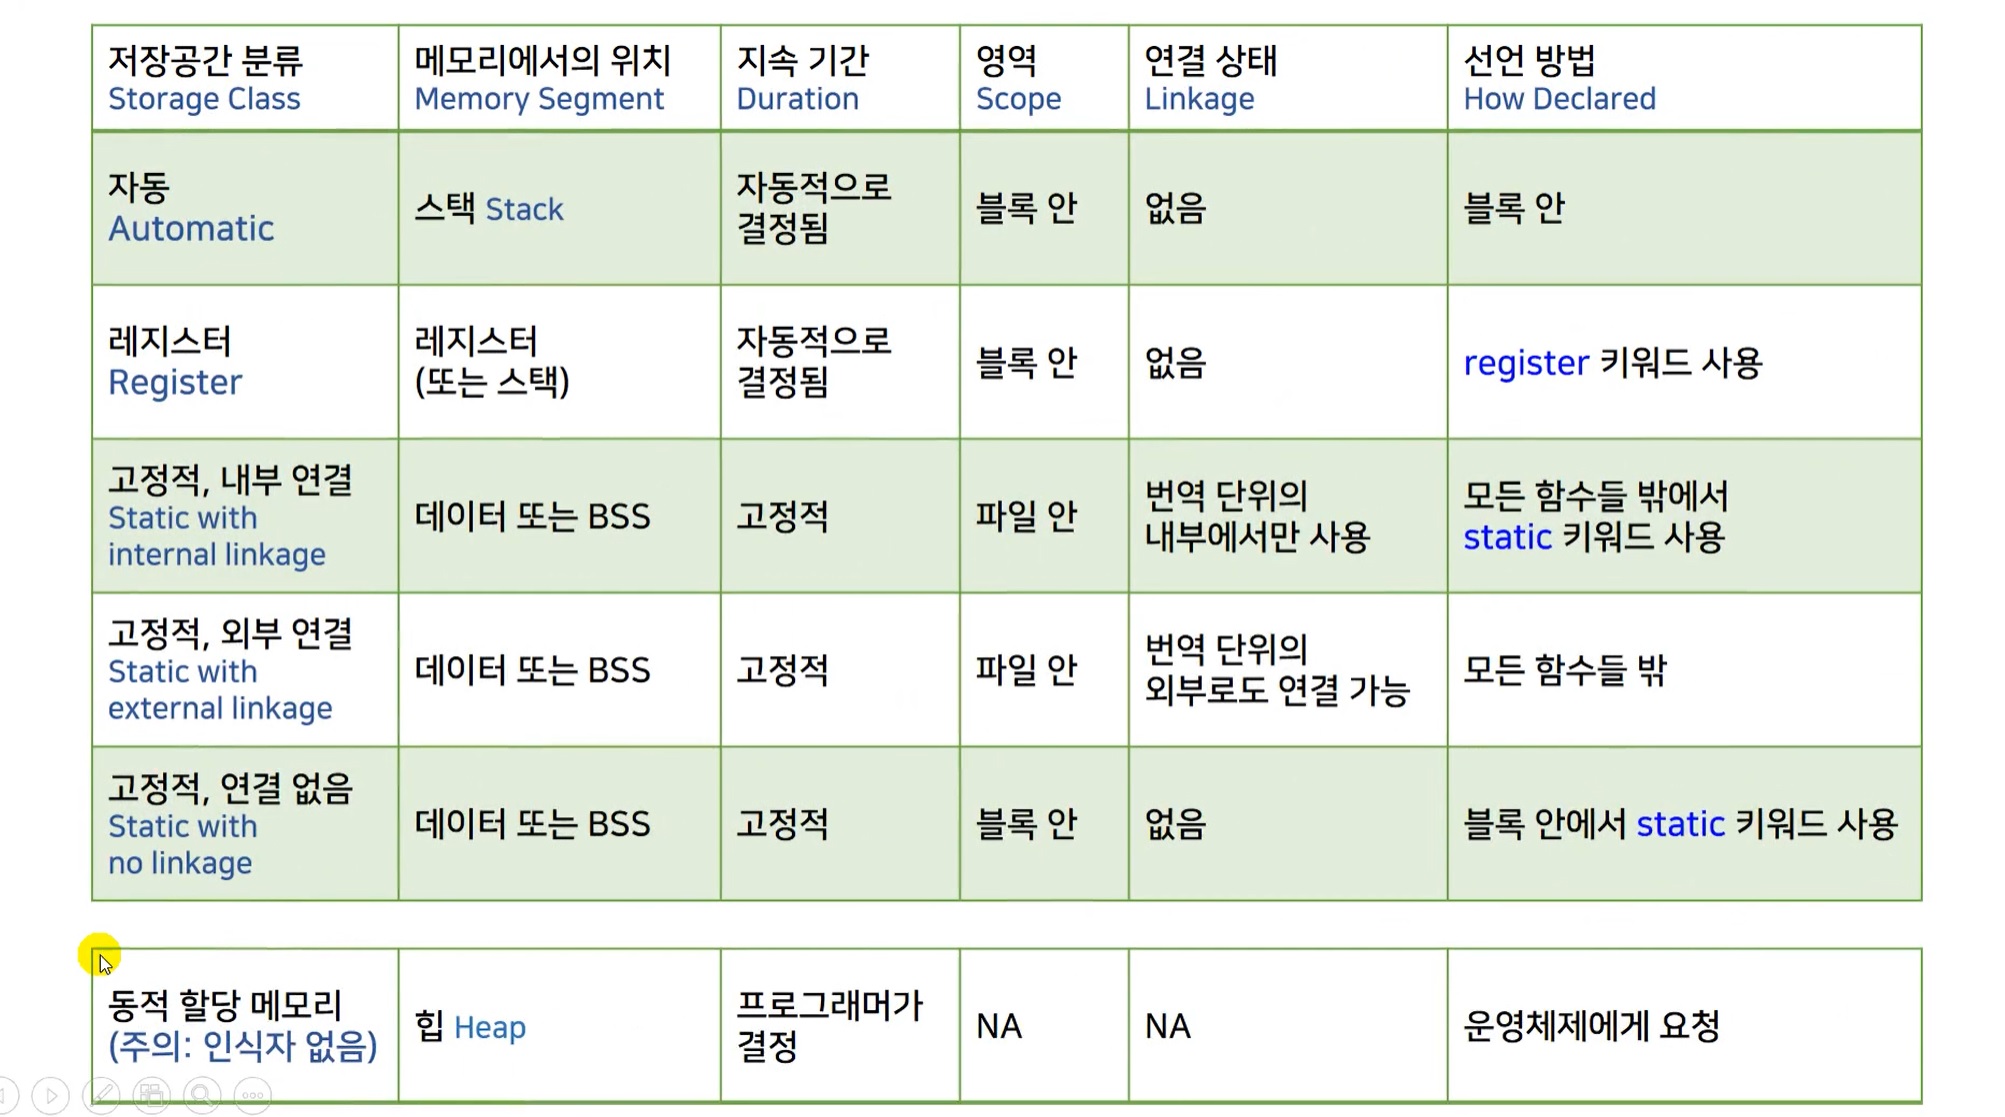 저장공간 분류
Storage Class
메모리에서의 위치
Memory Segment
지속 기간
Duration
영역
Scope
연결 상태
Linkage
선언 방법
How Declared
자동
Automatic
스택 Stack
자동적으로
결정됨
블록 안
없음
블록 안
레지스터
Register
레지스터
(또는 스택)
자동적으로
결정됨
블록 안
없음
register 키워드 사용
고정적, 내부 연결
Static with
internal linkage
데이터 또는 BSS
고정적
파일 안
번역 단위의
내부에서만 사용
모든 함수들 밖에서
static 키워드 사용
고정적, 외부 연결
Static with
external linkage
데이터 또는 BSS
고정적
파일 안
번역 단위의
외부로도 연결 가능
모든 함수들 밖
고정적, 연결 없음
Static with
no linkage
데이터 또는 BSS
고정적
블록 안
없음
블록 안에서 static 키워드 사용
동적 할당 메모리
(주의: 인식자 없음)
힙 Heap
프로그래머가
결정
NA
NA
운영체제에게 요청